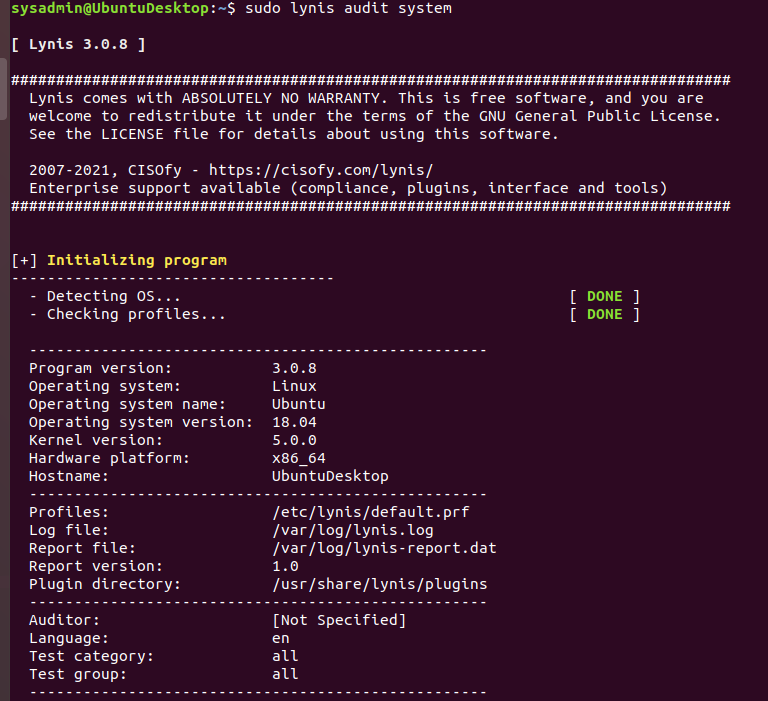 sysadmin@UbuntuDesktop:~$ sudo lynis audit system
[ Lynis 3.0.8 ]
################################################################################
Lynis comes with ABSOLUTELY NO WARRANTY. This is free software, and you are
welcome to redistribute it under the terms of the GNU General Public License.
See the LICENSE file for details about using this software.
2007-2021, CISOfy - https://cisofy.com/lynis/
Enterprise support available (compliance, plugins, interface and tools)
################################################################################
[+] Initializing program
------------------------------------
- Detecting OS... [ DONE ]
- Checking profiles... [ DONE ]
---------------------------------------------------
Program version: 3.0.8
Operating system: Linux
Operating system name: Ubuntu
Operating system version: 18.04
Kernel version: 5.0.0
Hardware platform: x86_64
Hostname: UbuntuDesktop
---------------------------------------------------
Profiles: /etc/lynis/default.prf
Log file: /var/log/lynis.log
Report file: /var/log/lynis-report.dat
Report version: 1.0
Plugin directory: /usr/share/lynis/plugins
---------------------------------------------------
Auditor: [Not Specified]
Language: en
Test category: all
Test group: all
---------------------------------------------------